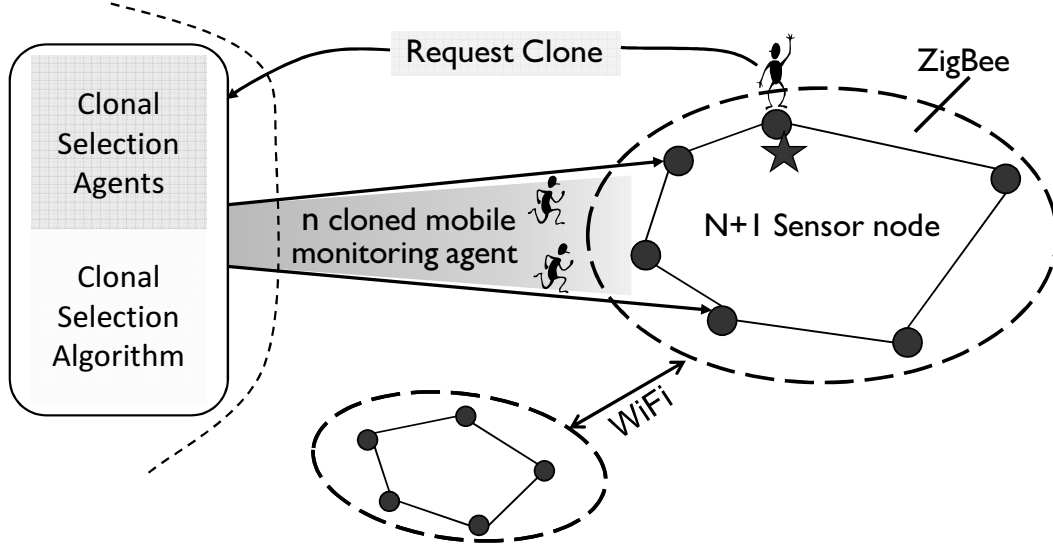 Request Clone
ZigBee
Clonal
Selection
Agents
n cloned mobile
monitoring agent
N+1 Sensor node
Clonal
Selection
Algorithm
WiFi